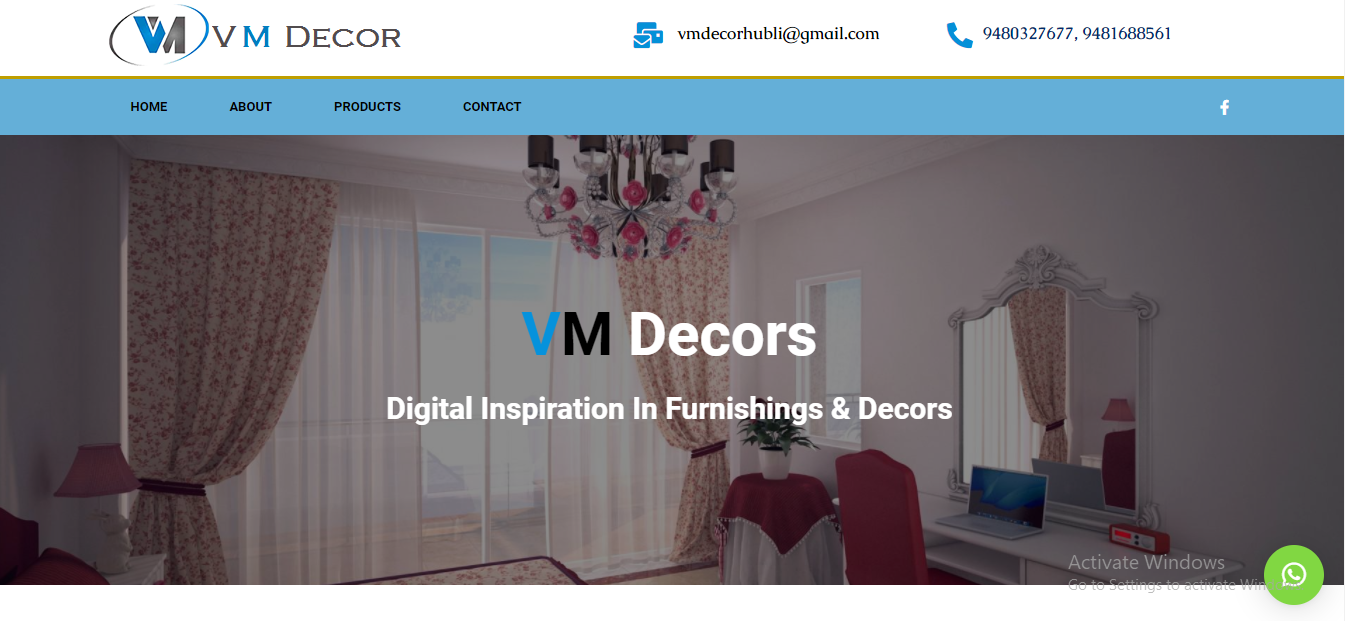 VM
V M DECOR
vmdecorhubli@gmail.com
9480327677, 9481688561
HOME
ABOUT
PRODUCTS
CONTACT
VM Decors
Digital Inspiration In Furnishings & Decors
Activate Windows
Go to Settings to activate Win